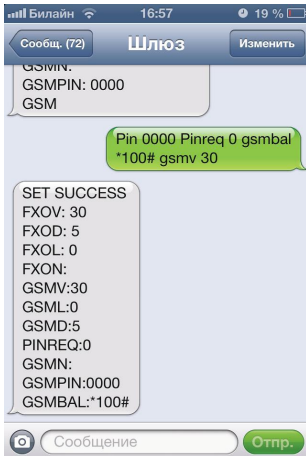 Билайн 16:57 19 %
Сообщ. (72) Шлюз Изменить
GSMN:
GSMPIN: 0000
GSM
Pin 0000 Pinreq 0 gsmbal
*100# gsmv 30
SET SUCCESS
FXOV: 30
FXOD: 5
FXOL: 0
FXON:
GSMV:30
GSML:0
GSMD:5
PINREQ:0
GSMN:
GSMPIN:0000
GSMBAL:*100#
Сообщение Отпр.